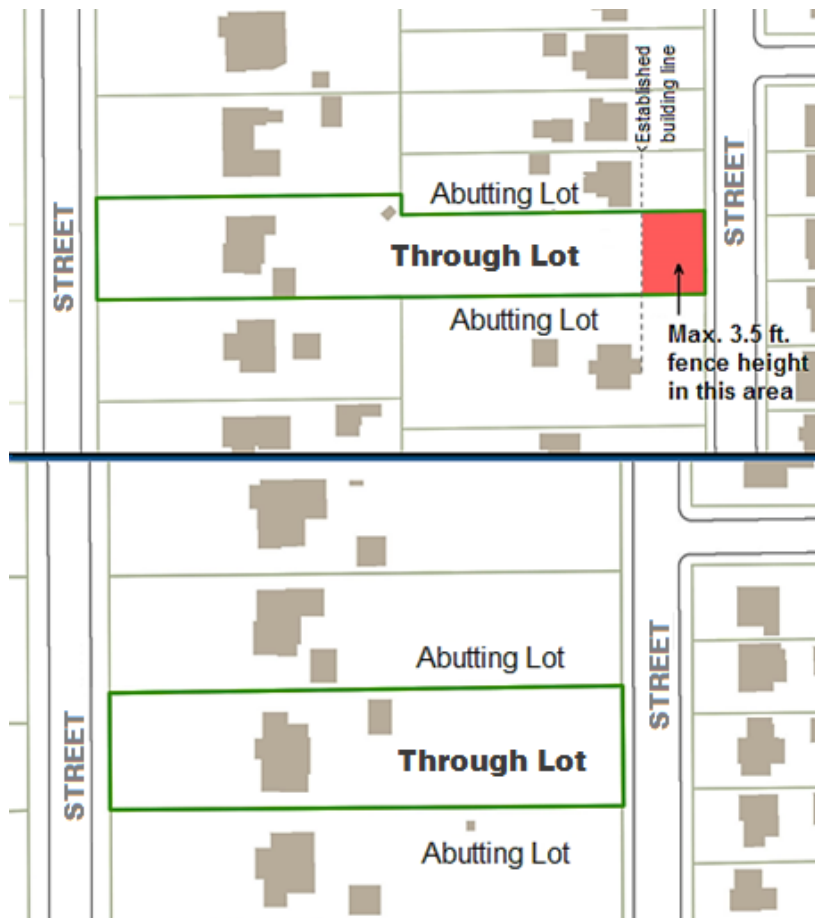 Established
building line
STREET
STREET
Abutting Lot
Through Lot
Abutting Lot
Max. 3.5 ft.
fence height
in this area
STREET
STREET
Abutting Lot
Through Lot
Abutting Lot